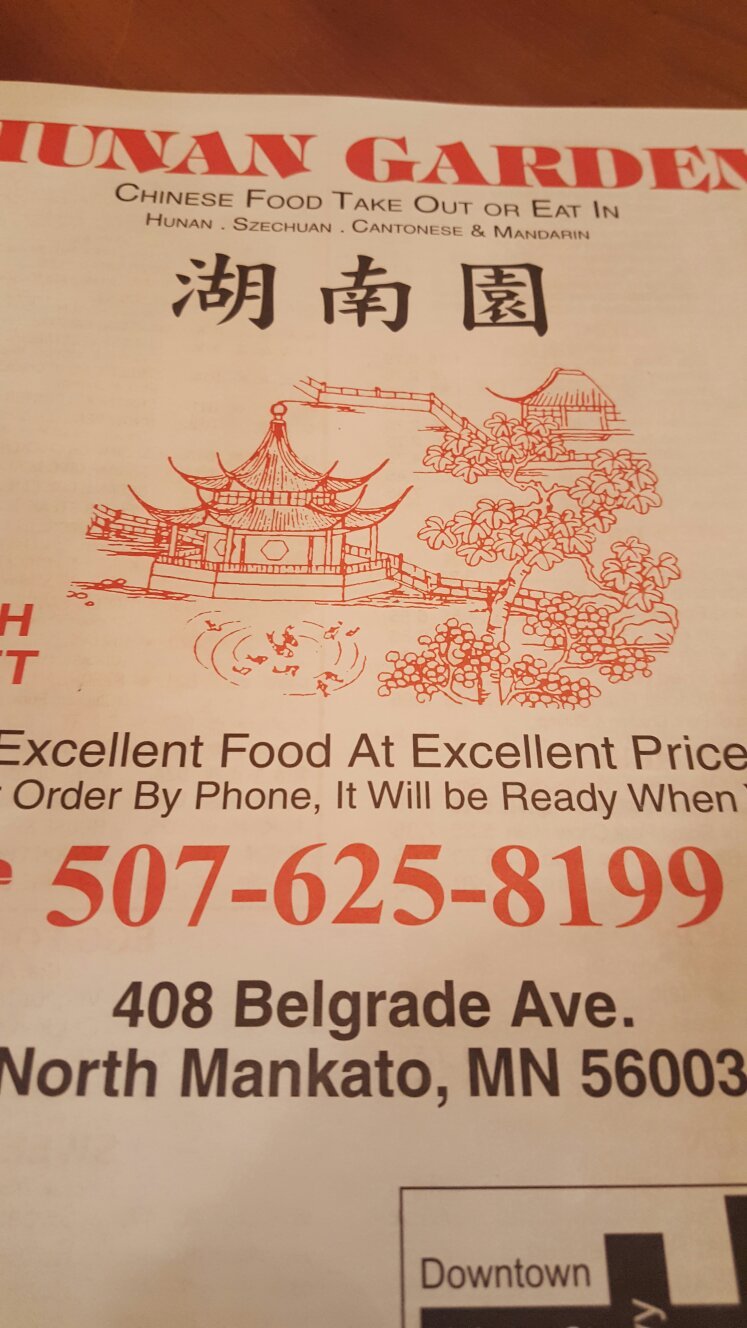 HUNAN GARDEN
CHINESE FOOD TAKE OUT OR EAT IN
HUNAN . SZECHUAN . CANTONESE & MANDARIN
湖南園
Excellent Food At Excellent Price
Order By Phone, It Will be Ready When
507-625-8199
408 Belgrade Ave.
North Mankato, MN 56003
Downtown